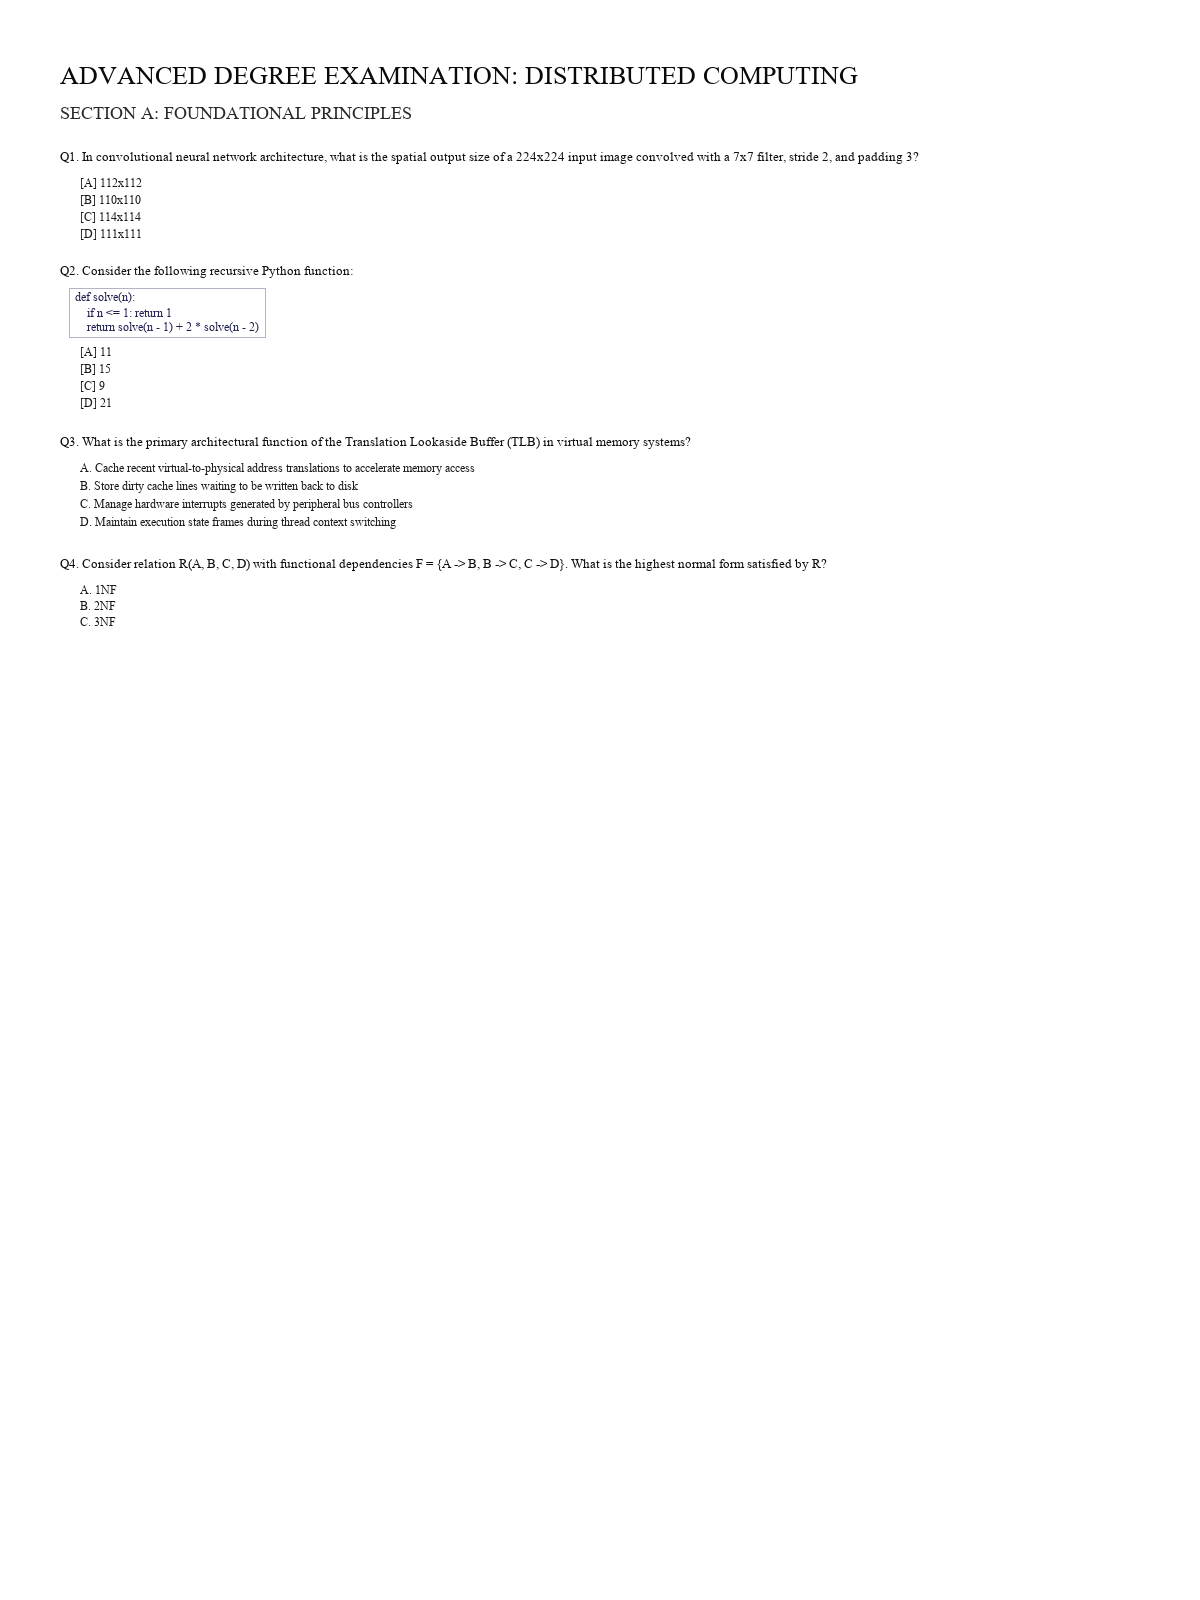 ADVANCED DEGREE EXAMINATION: DISTRIBUTED COMPUTING
SECTION A: FOUNDATIONAL PRINCIPLES
Q1. In convolutional neural network architecture, what is the spatial output size of a 224x224 input image convolved with a 7x7 filter, stride 2, and padding 3?
[A] 112x112
[B] 110x110
[C] 114x114
[D] 111x111
Q2. Consider the following recursive Python function:
def solve(n):
if n <= 1: return 1
return solve(n - 1) + 2 * solve(n - 2)
[A] 11
[B] 15
[C] 9
[D] 21
Q3. What is the primary architectural function of the Translation Lookaside Buffer (TLB) in virtual memory systems?
A. Cache recent virtual-to-physical address translations to accelerate memory access
B. Store dirty cache lines waiting to be written back to disk
C. Manage hardware interrupts generated by peripheral bus controllers
D. Maintain execution state frames during thread context switching
Q4. Consider relation R(A, B, C, D) with functional dependencies F = {A -> B, B -> C, C -> D}. What is the highest normal form satisfied by R?
A. 1NF
B. 2NF
C. 3NF